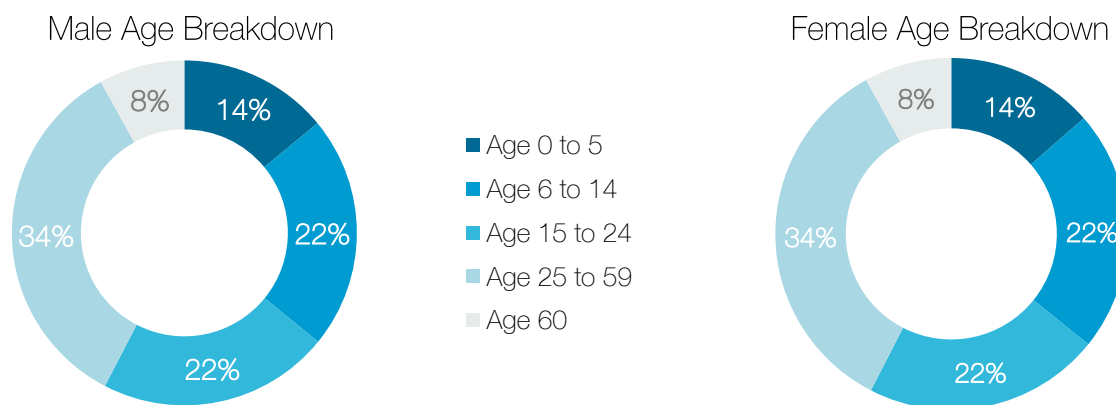 Male Age Breakdown
8%
14%
34%
22%
22%
Age 0 to 5
Age 6 to 14
Age 15 to 24
Age 25 to 59
Age 60
Female Age Breakdown
8%
14%
34%
22%
22%